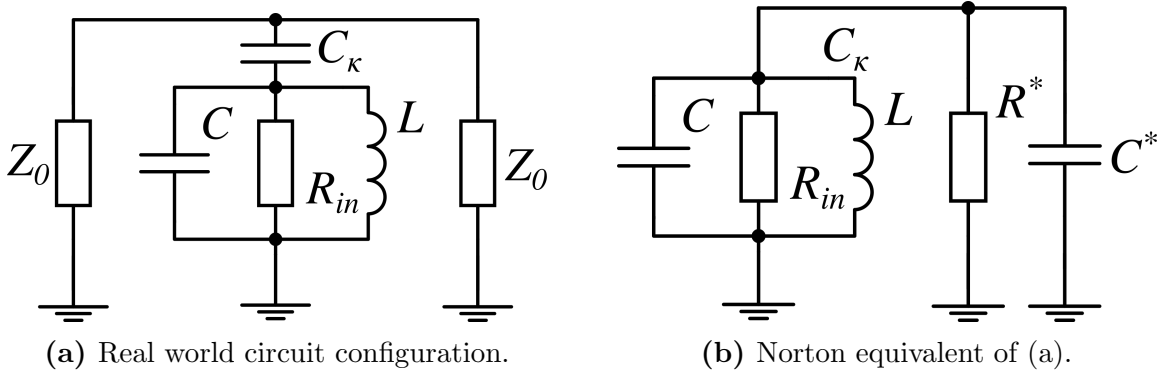 C_κ
C
L
Z_0
R_in
Z_0
(a) Real world circuit configuration.
C_κ
C
L
R_in
R*
C*
(b) Norton equivalent of (a).